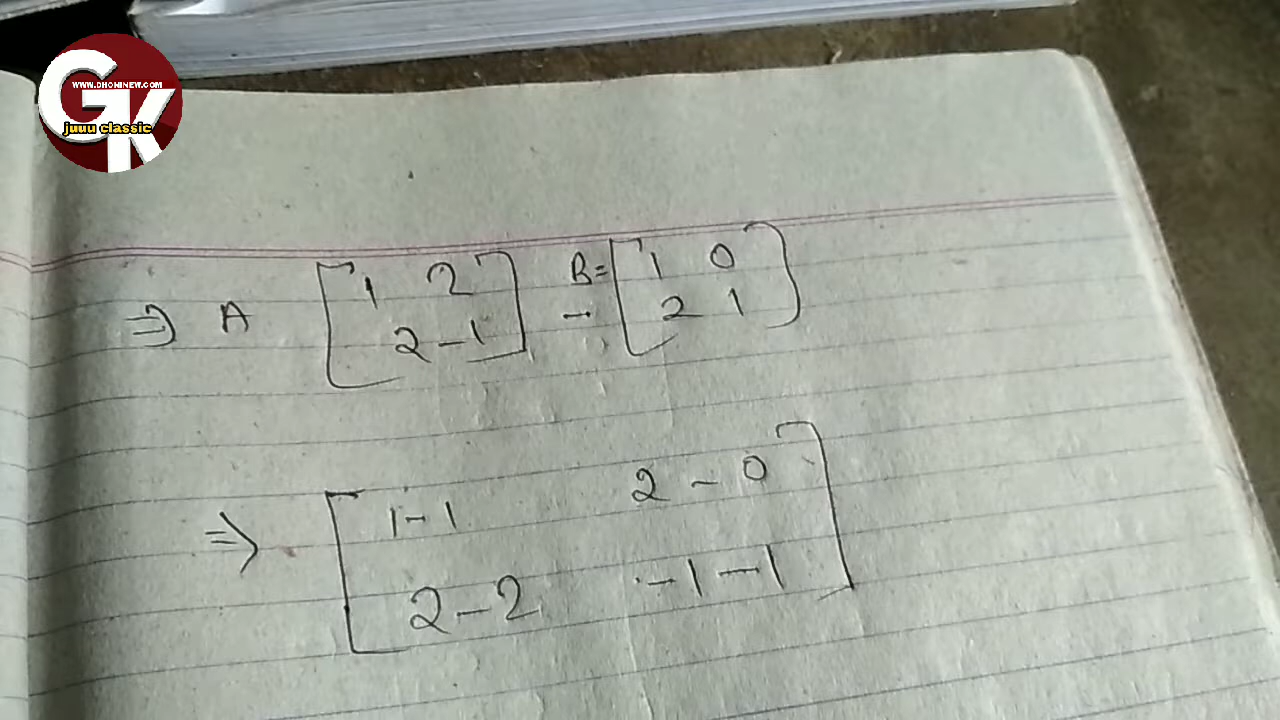 WWW.DHONINEW.COM
GK
juuu classic
⇒ A [ 1 2 B= [ 1 0 ]
2 -1 ] - 2 1
⇒ [ 1-1 2 - 0 ]
2-2 -1-1